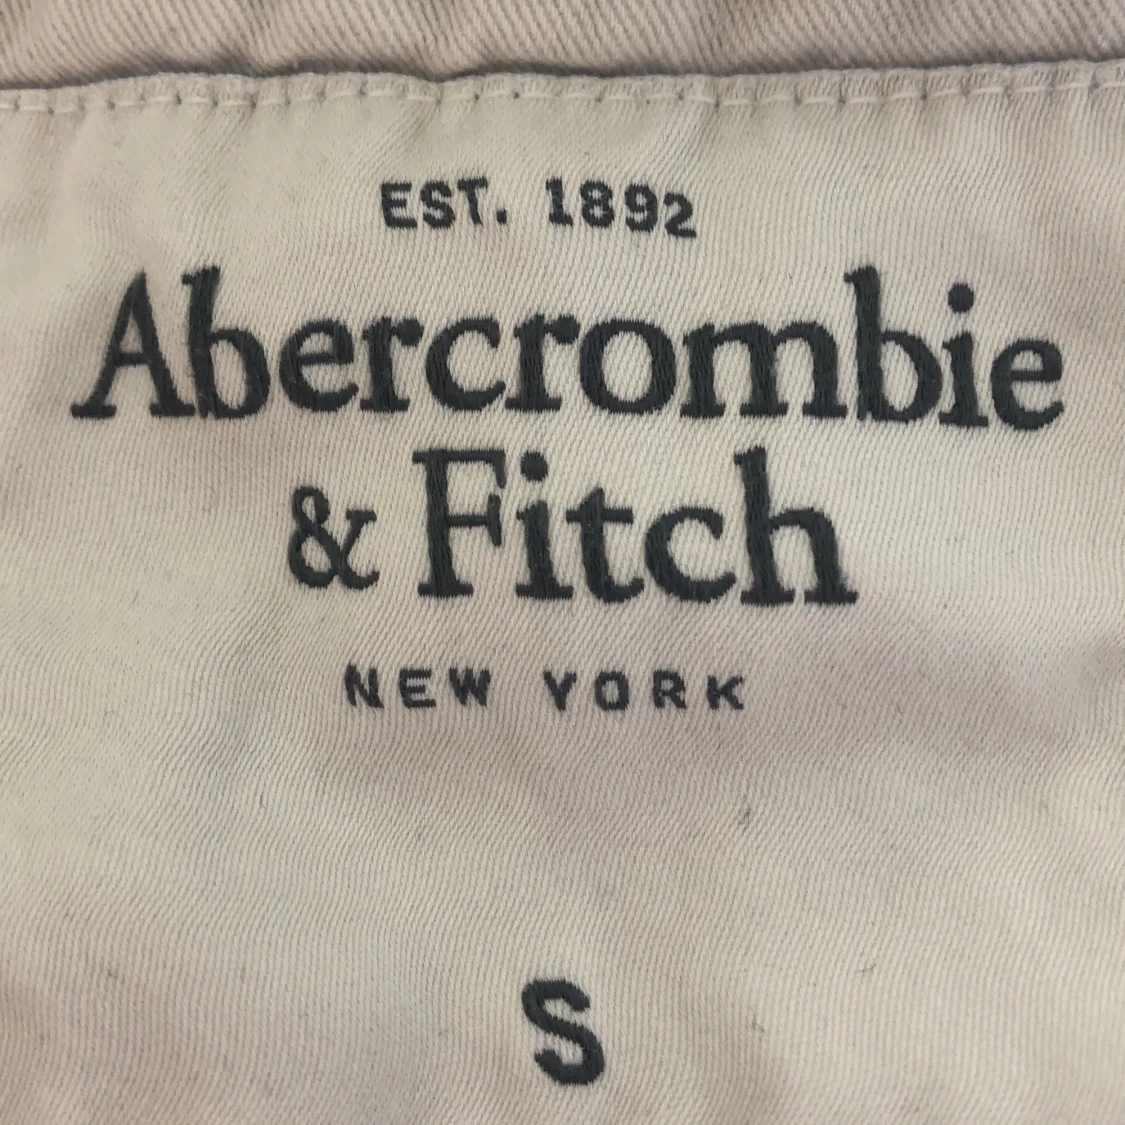 EST. 1892
Abercrombie
& Fitch
NEW YORK
S